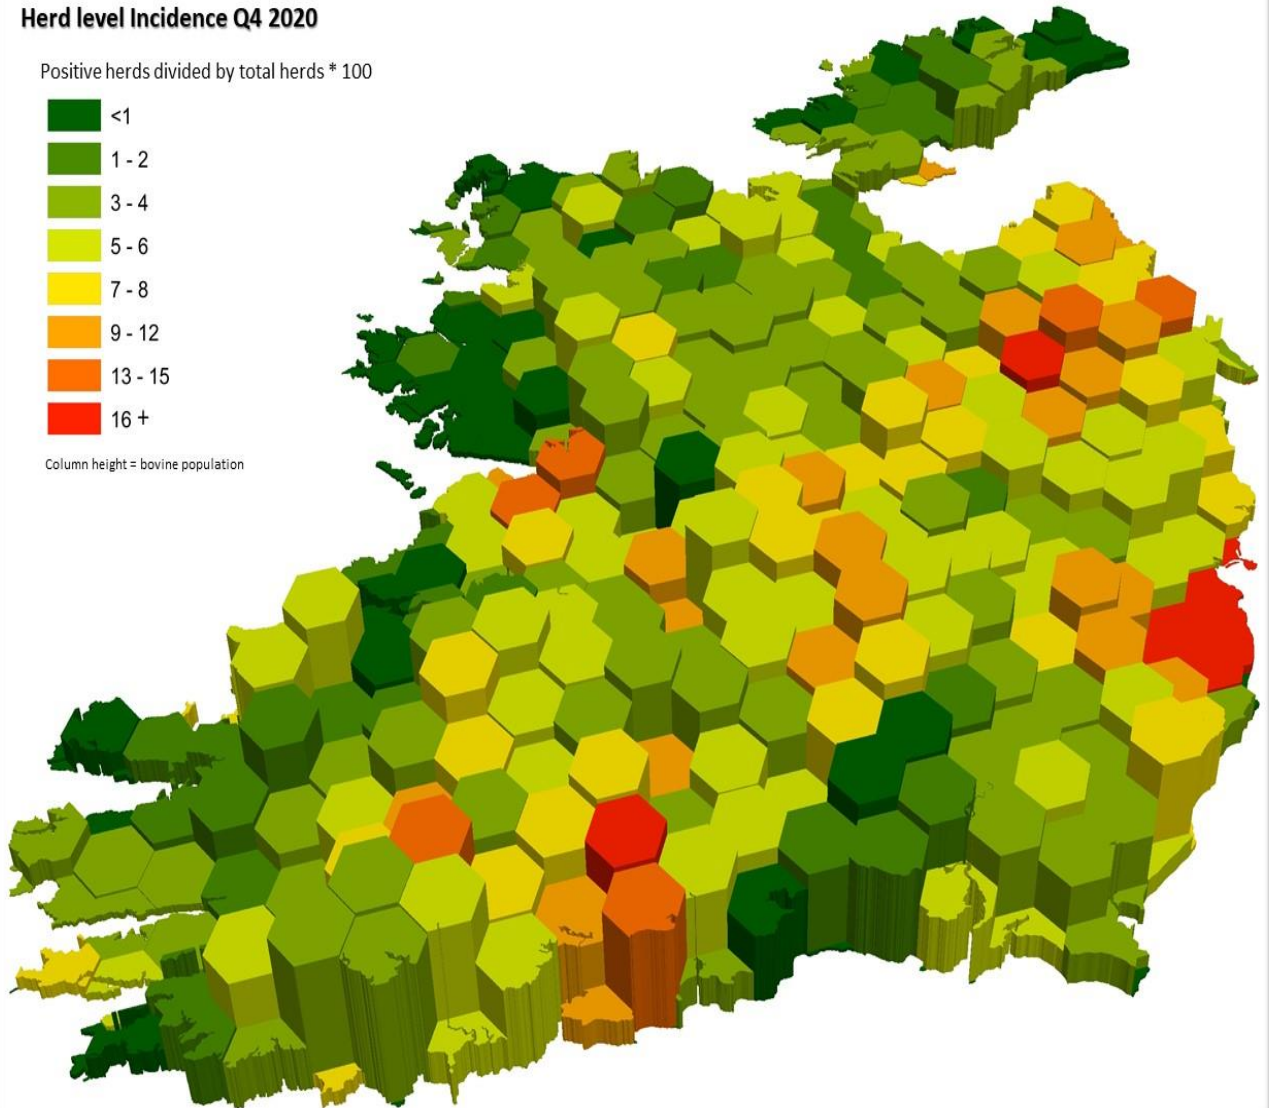 Herd level Incidence Q4 2020
Positive herds divided by total herds * 100
<1
1 - 2
3 - 4
5 - 6
7 - 8
9 - 12
13 - 15
16 +
Column height = bovine population